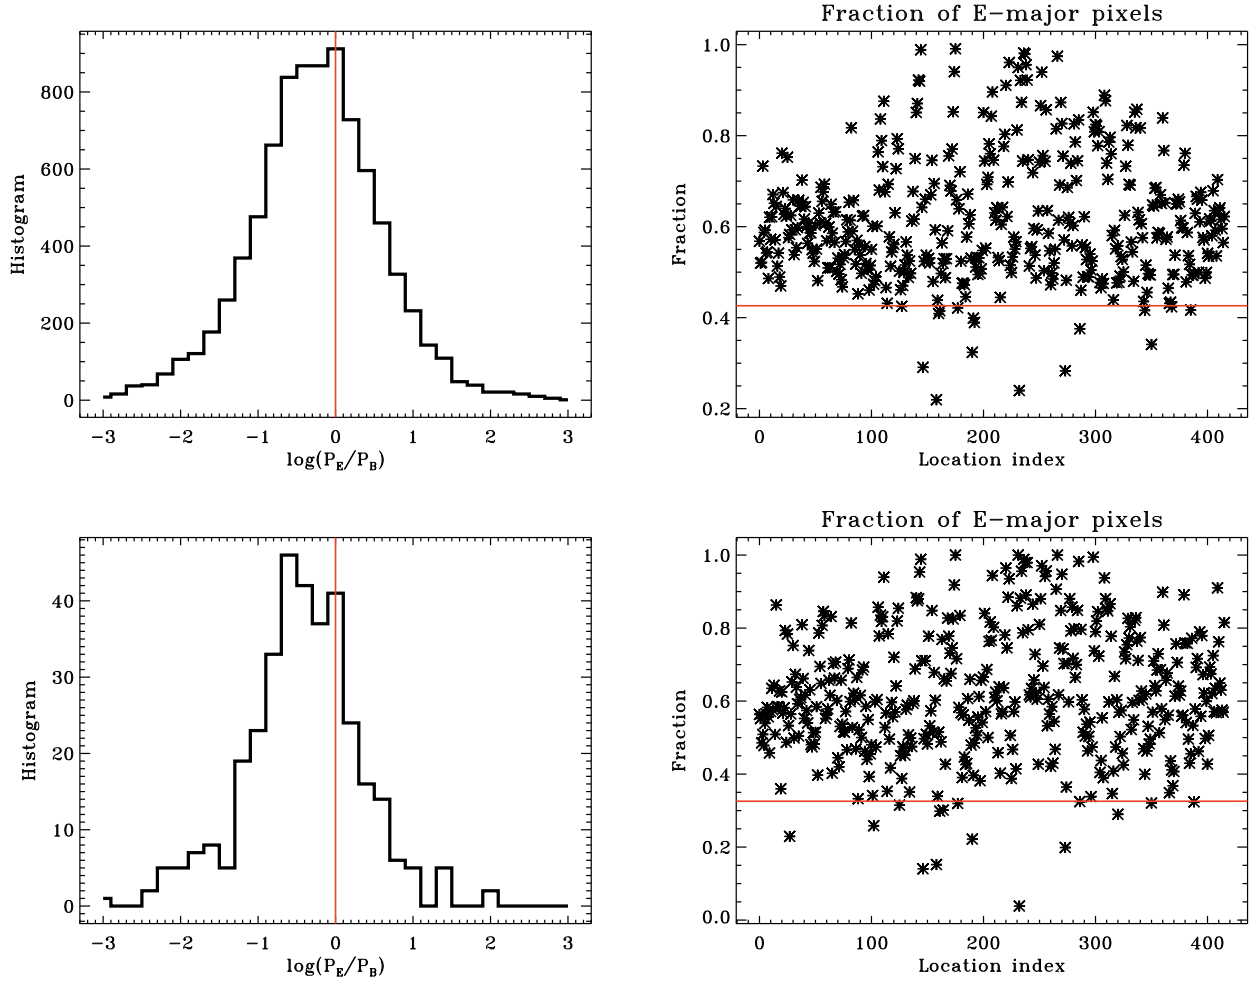 Histogram
800
600
400
200
0
−3 −2 −1 0 1 2 3
log(P_E/P_B)
Fraction of E−major pixels
Fraction
1.0
0.8
0.6
0.4
0.2
0 100 200 300 400
Location index
Histogram
40
30
20
10
0
−3 −2 −1 0 1 2 3
log(P_E/P_B)
Fraction of E−major pixels
Fraction
1.0
0.8
0.6
0.4
0.2
0.0
0 100 200 300 400
Location index